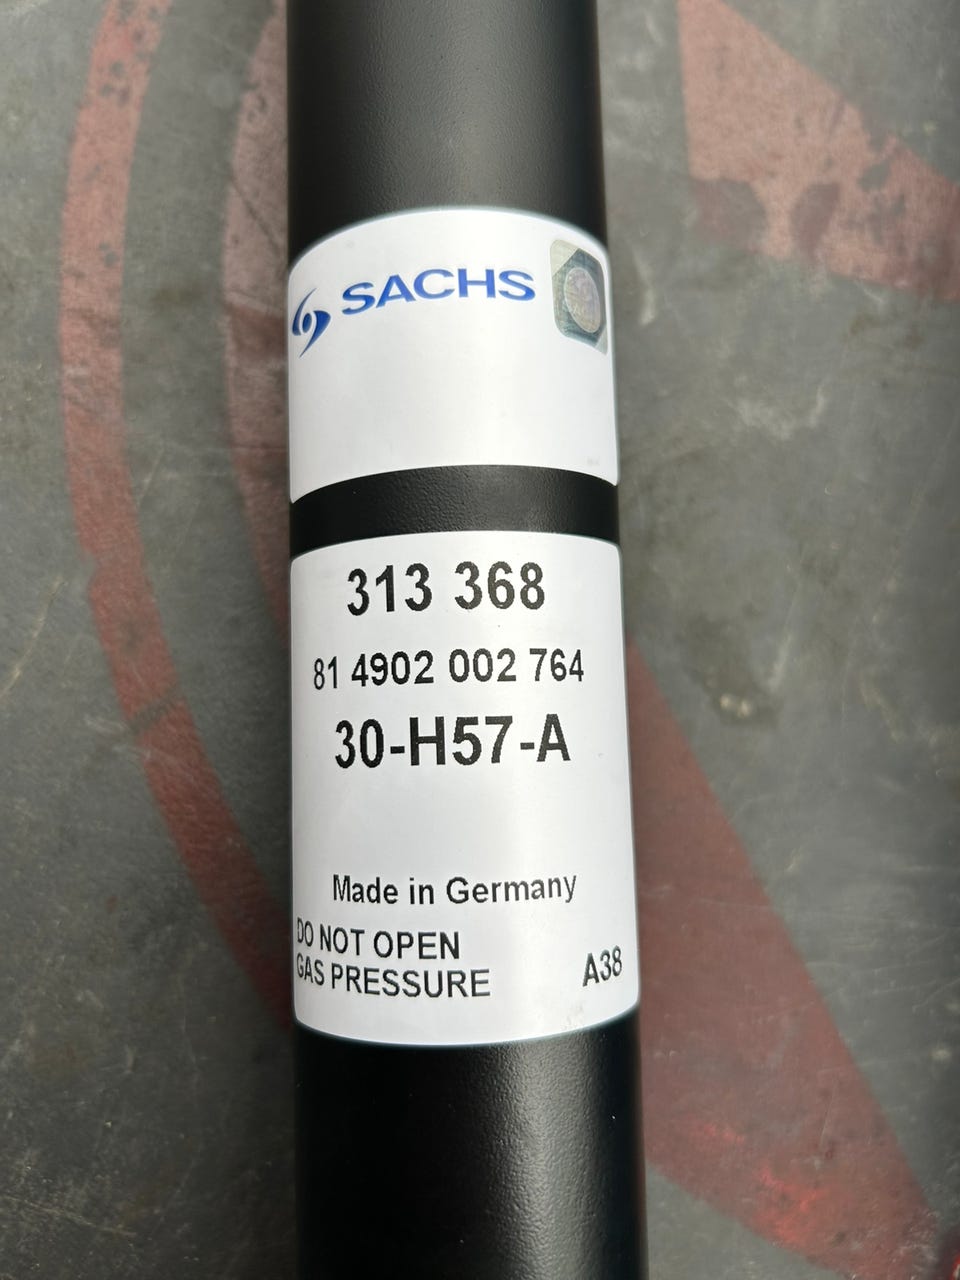 SACHS
313 368
81 4902 002 764
30-H57-A
Made in Germany
DO NOT OPEN
GAS PRESSURE
A38